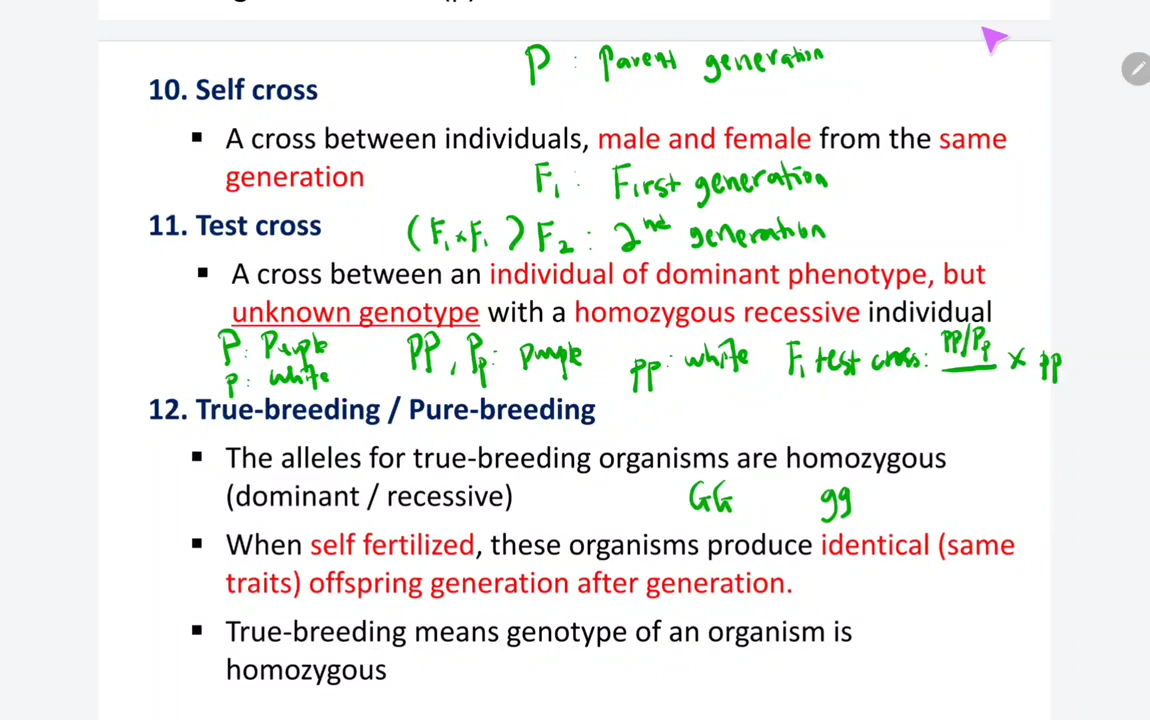 P : Parent generation
10. Self cross
▪ A cross between individuals, male and female from the same
generation
F₁ : First generation
11. Test cross
(F₁ × F₁) F₂ : 2nd generation
▪ A cross between an individual of dominant phenotype, but
unknown genotype with a homozygous recessive individual
P : Purple
p : white
PP, Pp : purple
pp : white
F₁ test cross : PP/Pp × pp
12. True-breeding / Pure-breeding
▪ The alleles for true-breeding organisms are homozygous
(dominant / recessive)
GG gg
▪ When self fertilized, these organisms produce identical (same
traits) offspring generation after generation.
▪ True-breeding means genotype of an organism is
homozygous